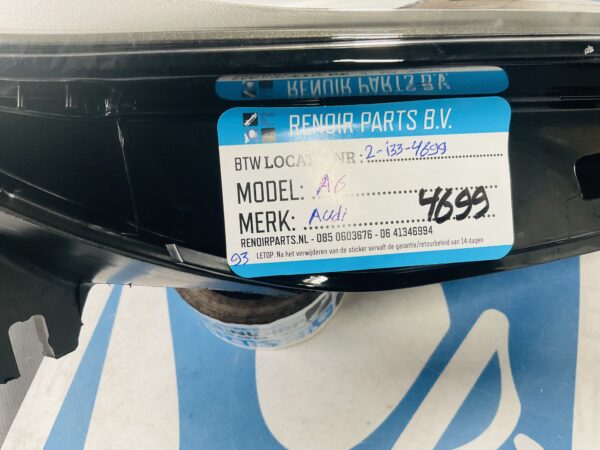 RENOIR PARTS B.V.
RENOIR PARTS B.V.
BTW LOCATIENR: 2-i33-4699
MODEL: A6
MERK: Audi 4699
RENOIRPARTS.NL - 085 0603676 - 06 41346994
93 LETOP: Na het verwijderen van de sticker vervalt de garantie/retourbeleid van 14 dagen